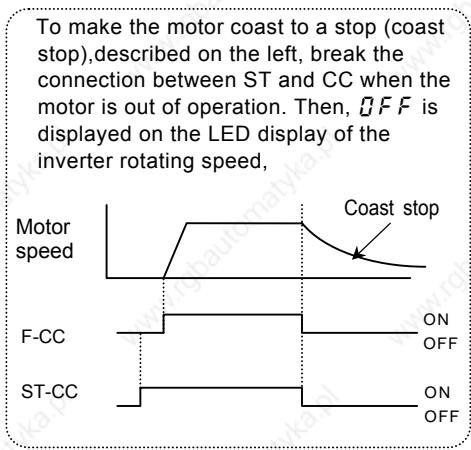 To make the motor coast to a stop (coast
stop),described on the left, break the
connection between ST and CC when the
motor is out of operation. Then, OFF is
displayed on the LED display of the
inverter rotating speed,
Coast stop
Motor
speed
ON
F-CC
OFF
ST-CC
ON
OFF